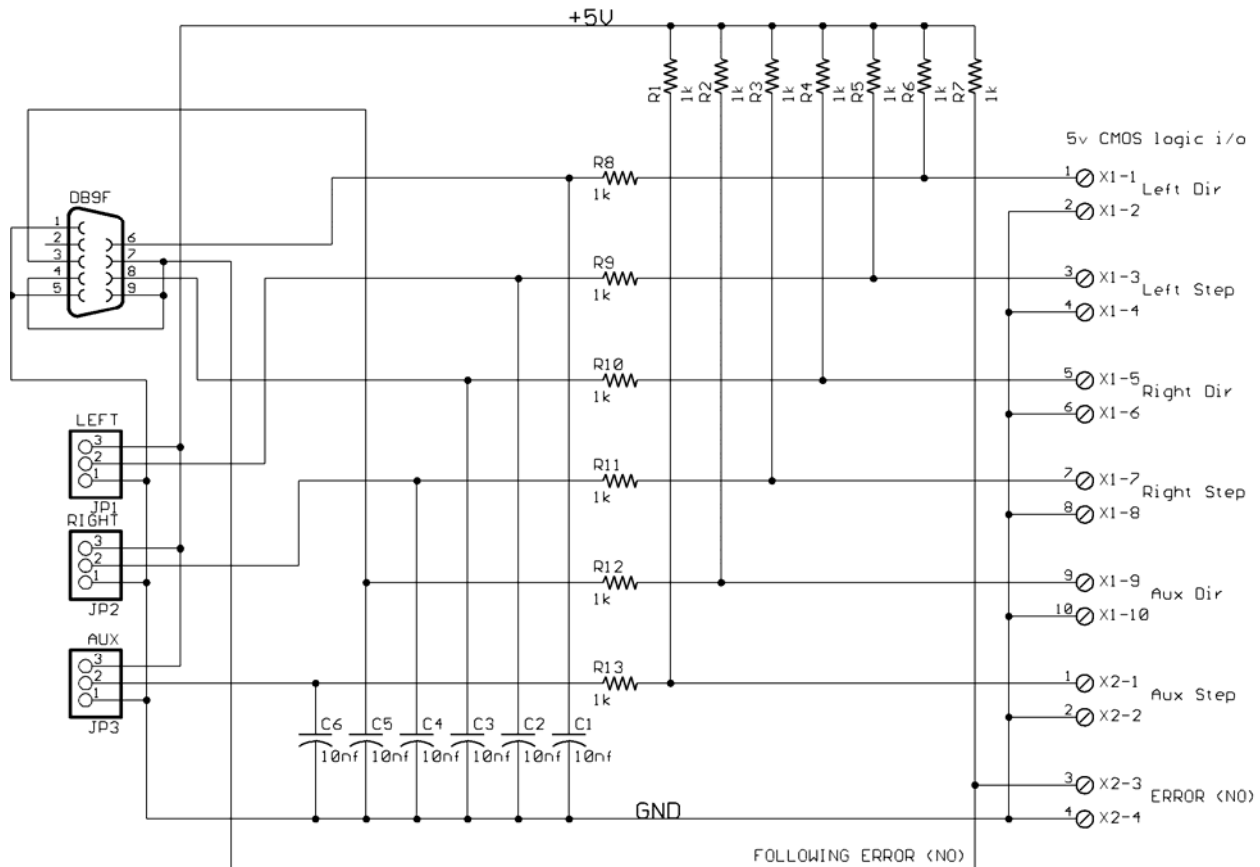 +5V
R1 1k
R2 1k
R3 1k
R4 1k
R5 1k
R6 1k
R7 1k
5v CMOS logic i/o
DB9F
1
2
3
4
5
6
7
8
9
R8
1k
1 X1-1
Left Dir
2 X1-2
R9
1k
3 X1-3
Left Step
4 X1-4
R10
1k
5 X1-5
Right Dir
6 X1-6
LEFT
3
2
1
JP1
R11
1k
7 X1-7
Right Step
8 X1-8
RIGHT
3
2
1
JP2
R12
1k
9 X1-9
Aux Dir
10 X1-10
AUX
3
2
1
JP3
R13
1k
1 X2-1
Aux Step
2 X2-2
C6
10nf
C5
10nf
C4
10nf
C3
10nf
C2
10nf
C1
10nf
3 X2-3
ERROR (NO)
4 X2-4
GND
FOLLOWING ERROR (NO)